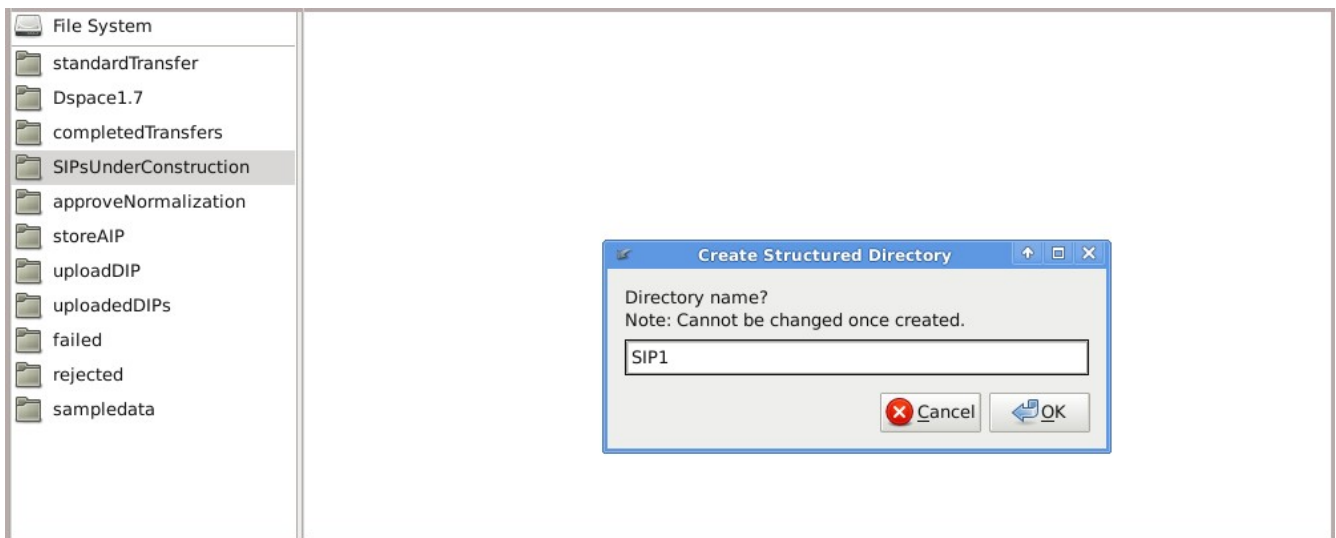 File System
standardTransfer
Dspace1.7
completedTransfers
SIPsUnderConstruction
approveNormalization
storeAIP
uploadDIP
uploadedDIPs
failed
rejected
sampledata
Create Structured Directory
Directory name?
Note: Cannot be changed once created.
SIP1
Cancel
OK